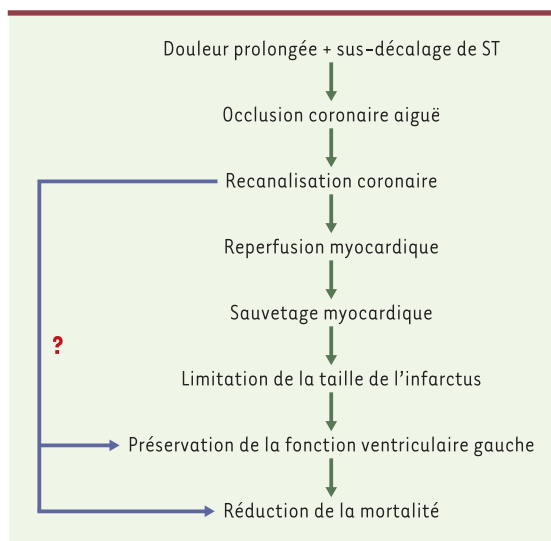 Douleur prolongée + sus-décalage de ST
Occlusion coronaire aiguë
Recanalisation coronaire
Reperfusion myocardique
Sauvetage myocardique
?
Limitation de la taille de l'infarctus
Préservation de la fonction ventriculaire gauche
Réduction de la mortalité